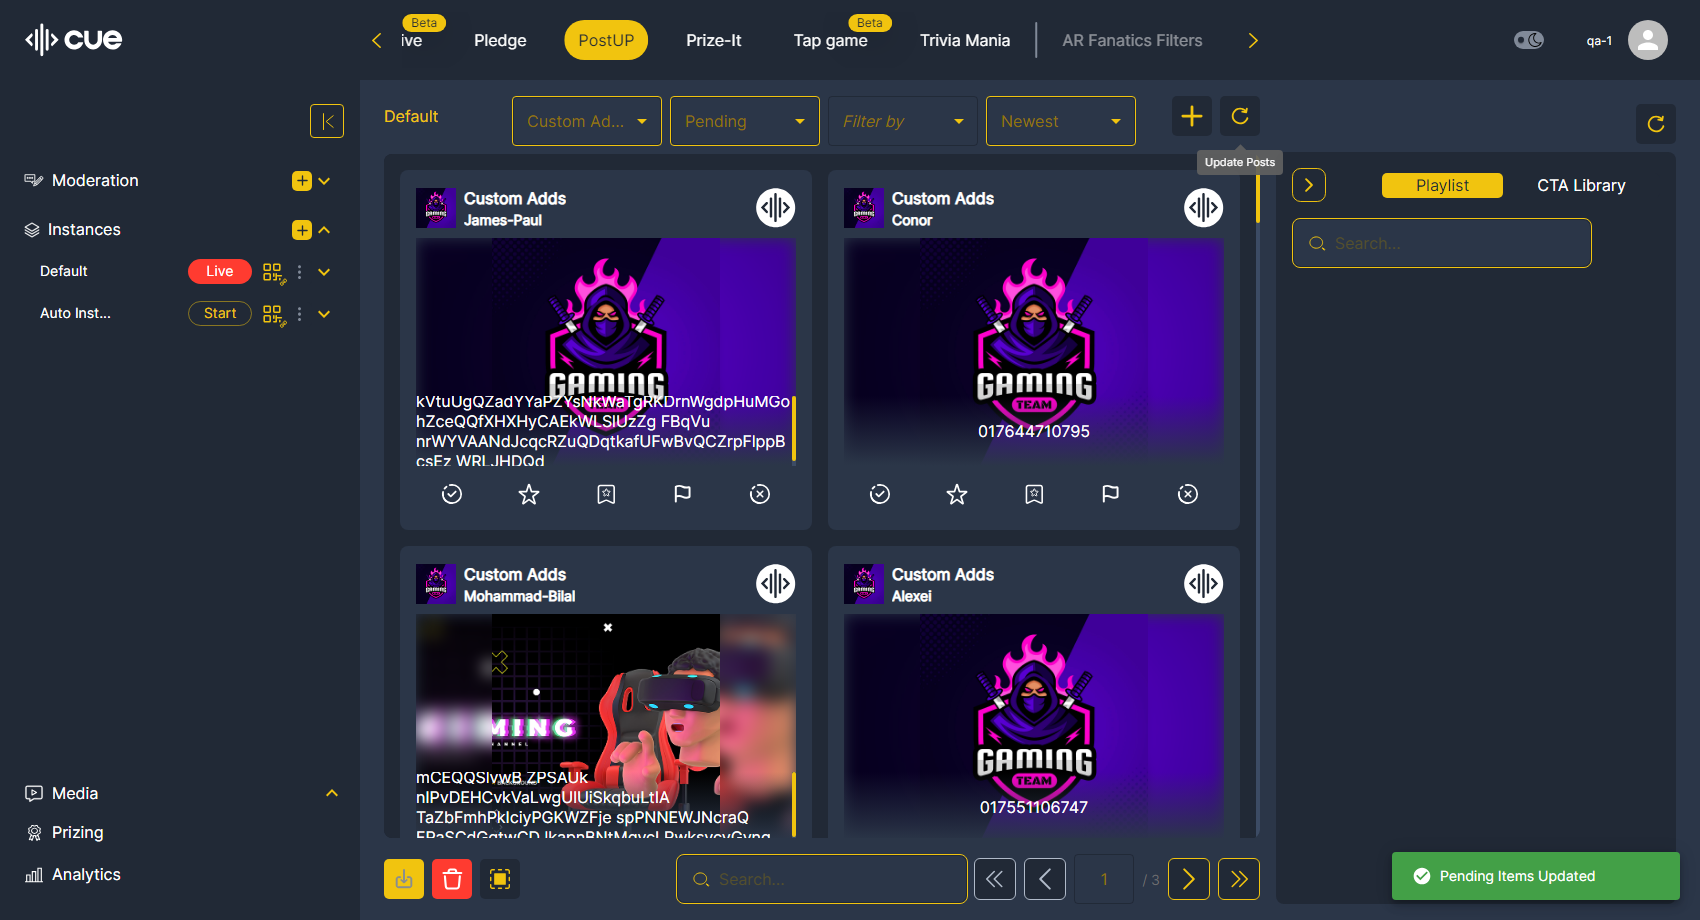 cue
Beta
ive
Pledge
PostUP
Prize-It
Beta
Tap game
Trivia Mania
AR Fanatics Filters
qa-1
Moderation
Instances
Default
Live
Auto Inst...
Start
Media
Prizing
Analytics
Default
Custom Ad...
Pending
Filter by
Newest
Update Posts
Custom Adds
James-Paul
GAMING
kVtuUgQZadYYaPZYsNkWaTgRKDrnWgdpHuMGo
hZceQQfXHXHyCAEkWLSlUzZg FBqVu
nrWYVAANdJcqcRZuQDqtkafUFwBvQCZrpFlppB
csEz WRLJHDQd
Custom Adds
Conor
GAMING
TEAM
017644710795
Custom Adds
Mohammad-Bilal
MING
mCEQQSlvwB ZPSAUk
nIPvDEHCvkVaLwgUIUiSkqbuLtIA
TaZbFmhPkIciyPGKWZFje spPNNEWJNcraQ
Custom Adds
Alexei
GAMING
TEAM
017551106747
Search...
1
/ 3
Playlist
CTA Library
Search...
Pending Items Updated